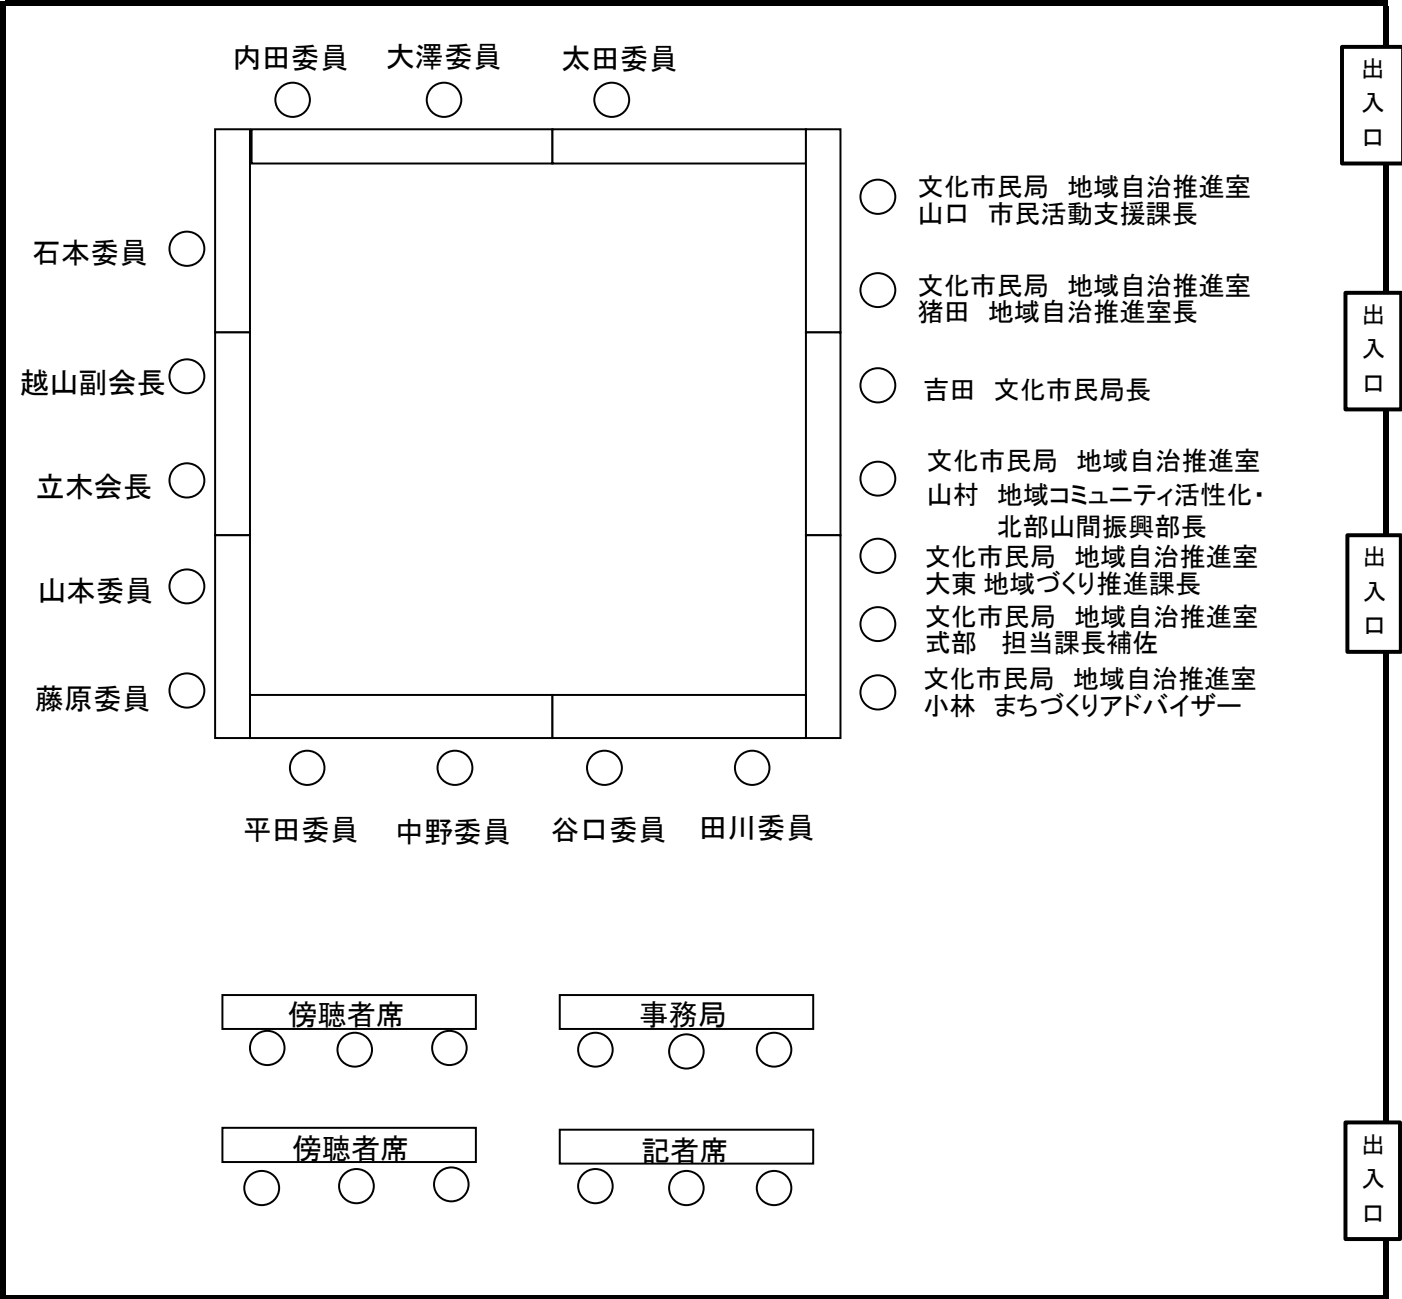 内田委員
大澤委員
太田委員
石本委員
越山副会長
立木会長
山本委員
藤原委員
文化市民局　地域自治推進室
山口　市民活動支援課長
文化市民局　地域自治推進室
猪田　地域自治推進室長
吉田　文化市民局長
文化市民局　地域自治推進室
山村　地域コミュニティ活性化・
北部山間振興部長
文化市民局　地域自治推進室
大東 地域づくり推進課長
文化市民局　地域自治推進室
式部　担当課長補佐
文化市民局　地域自治推進室
小林　まちづくりアドバイザー
平田委員
中野委員
谷口委員
田川委員
傍聴者席
事務局
傍聴者席
記者席
出入口
出入口
出入口
出入口